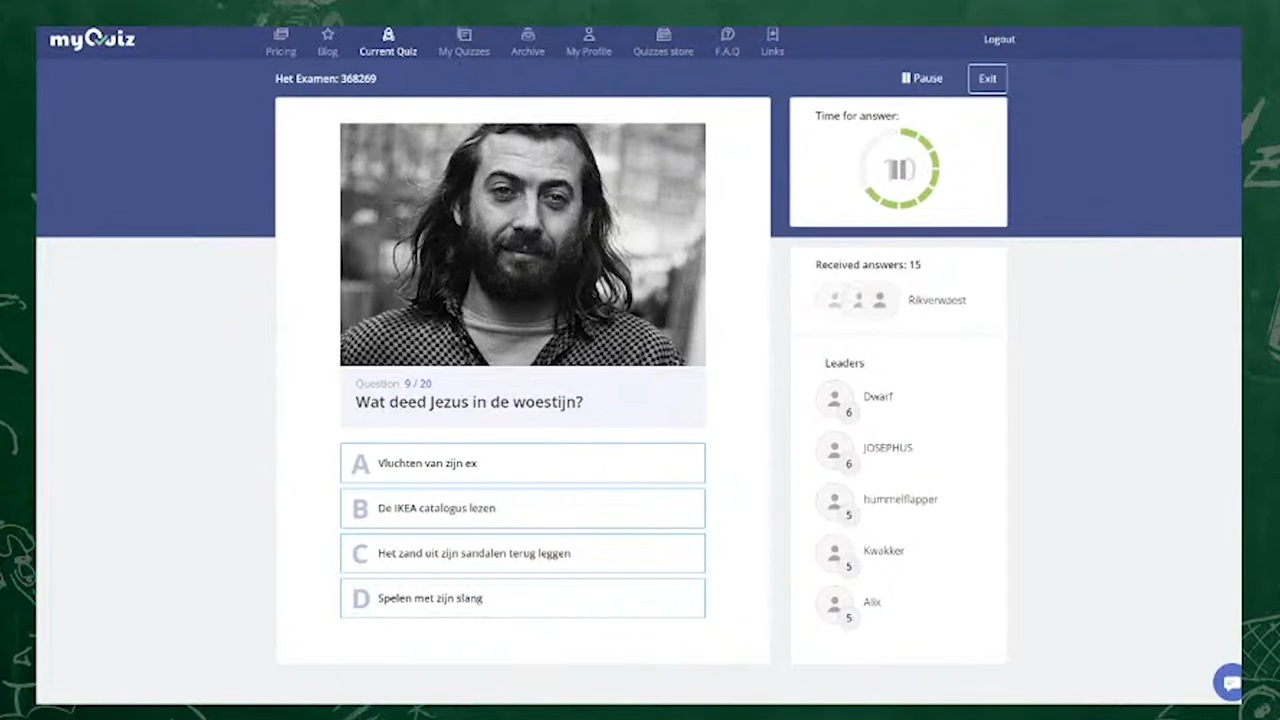 myQuiz
Pricing
Blog
Current Quiz
My Quizzes
Archive
My Profile
Quizzes store
F.A.Q
Links
Logout
Het Examen: 368269
Pause
Exit
Time for answer:
Received answers: 15
Rikverwaest
Leaders
Dwarf
6
JOSEPHUS
6
hummelflapper
5
Kwakker
5
Alix
5
Question 9 / 20
Wat deed Jezus in de woestijn?
A Vluchten van zijn ex
B De IKEA catalogus lezen
C Het zand uit zijn sandalen terug leggen
D Spelen met zijn slang